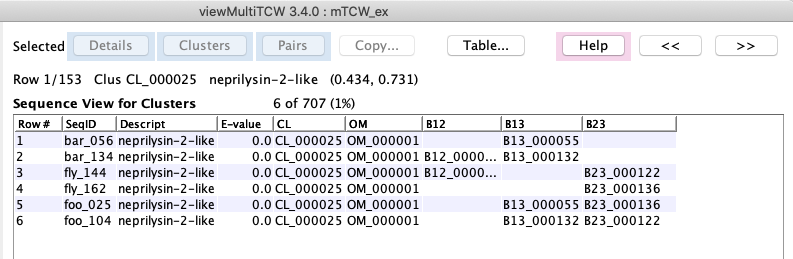 viewMultiTCW 3.4.0 : mTCW_ex
Selected Details Clusters Pairs Copy... Table... Help << >>
Row 1/153 Clus CL_000025 neprilysin-2-like (0.434, 0.731)
Sequence View for Clusters 6 of 707 (1%)
Row # SeqID Descript E-value CL OM B12 B13 B23
1 bar_056 neprilysin-2-like 0.0 CL_000025 OM_000001 B13_000055
2 bar_134 neprilysin-2-like 0.0 CL_000025 OM_000001 B12_0000... B13_000132
3 fly_144 neprilysin-2-like 0.0 CL_000025 OM_000001 B12_0000... B23_000122
4 fly_162 neprilysin-2-like 0.0 CL_000025 OM_000001 B23_000136
5 foo_025 neprilysin-2-like 0.0 CL_000025 OM_000001 B13_000055 B23_000136
6 foo_104 neprilysin-2-like 0.0 CL_000025 OM_000001 B13_000132 B23_000122